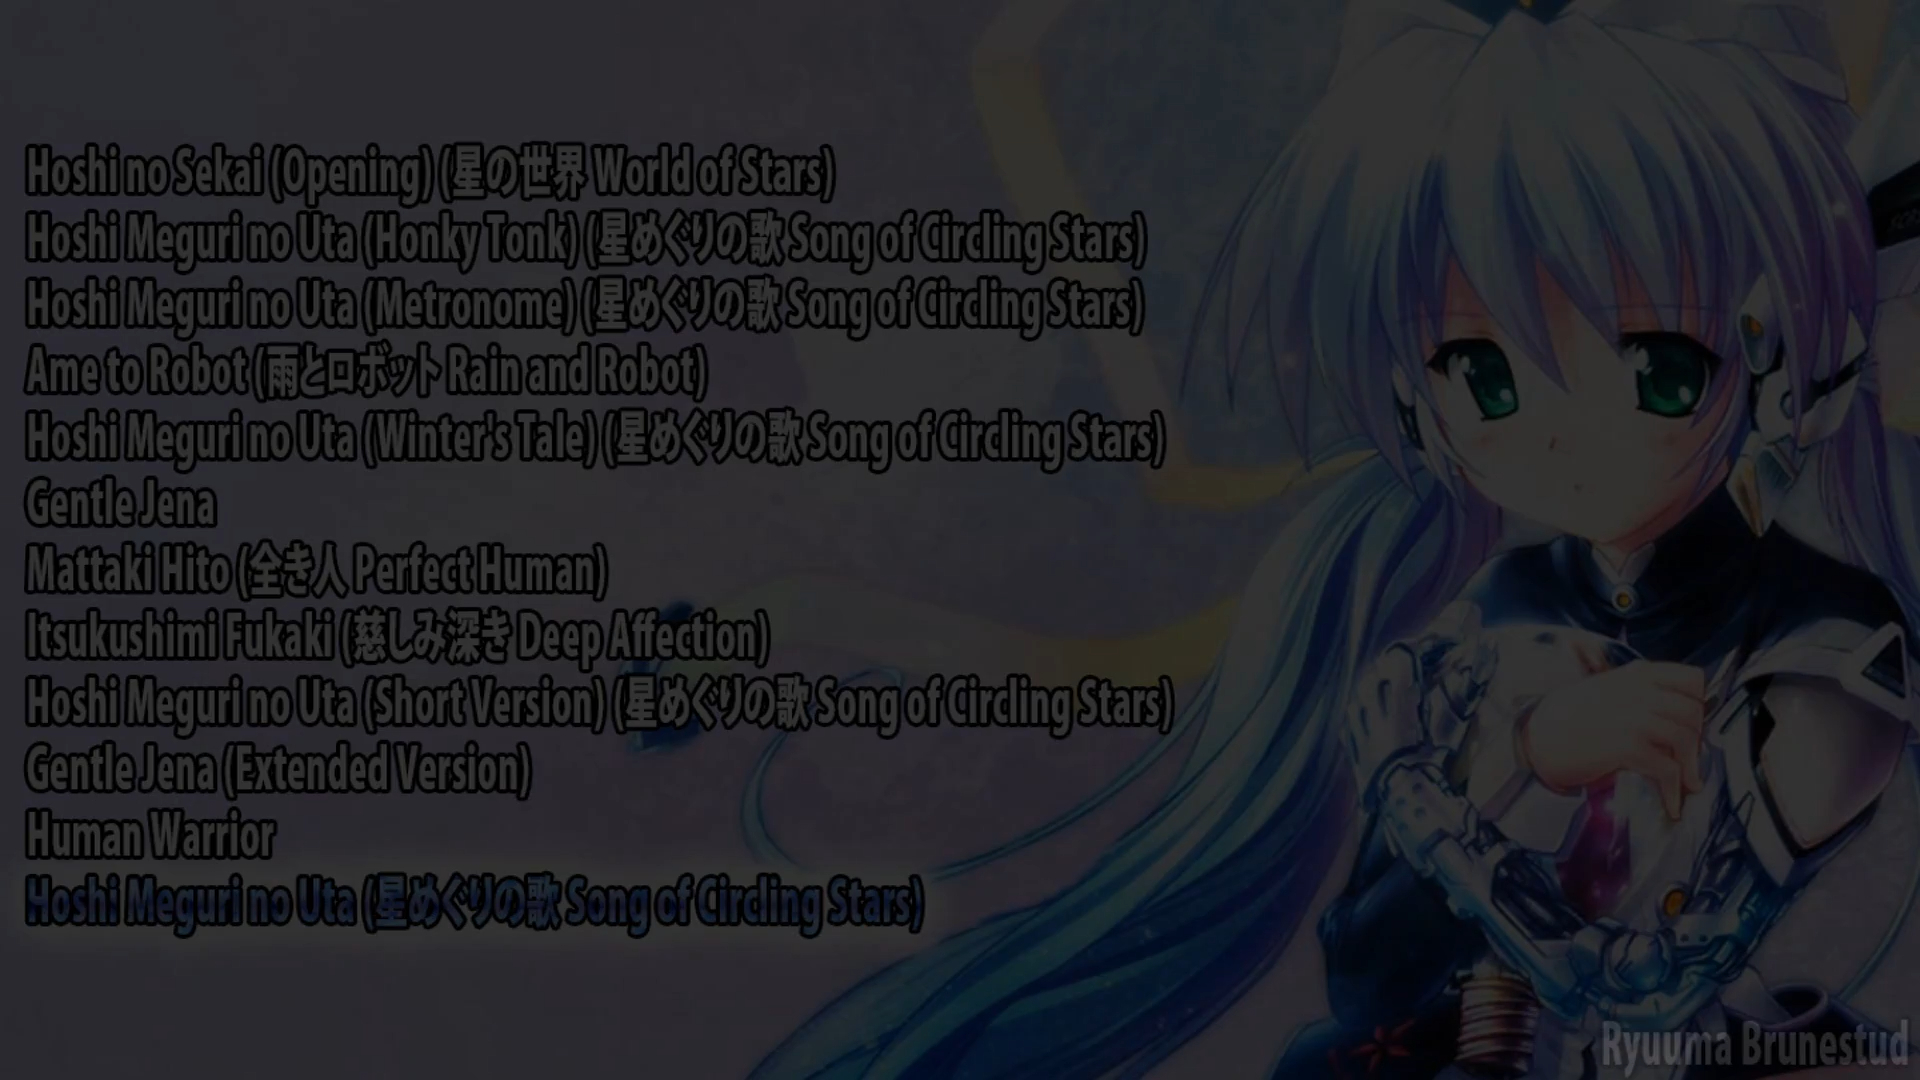 Hoshi no Sekai (Opening) (星の世界 World of Stars)
Hoshi Meguri no Uta (Honky Tonk) (星めぐりの歌 Song of Circling Stars)
Hoshi Meguri no Uta (Metronome) (星めぐりの歌 Song of Circling Stars)
Ame to Robot (雨とロボット Rain and Robot)
Hoshi Meguri no Uta (Winter's Tale) (星めぐりの歌 Song of Circling Stars)
Gentle Jena
Mattaki Hito (全き人 Perfect Human)
Itsukushimi Fukaki (慈しみ深き Deep Affection)
Hoshi Meguri no Uta (Short Version) (星めぐりの歌 Song of Circling Stars)
Gentle Jena (Extended Version)
Human Warrior
Hoshi Meguri no Uta (星めぐりの歌 Song of Circling Stars)
Ryuuma Brunestud